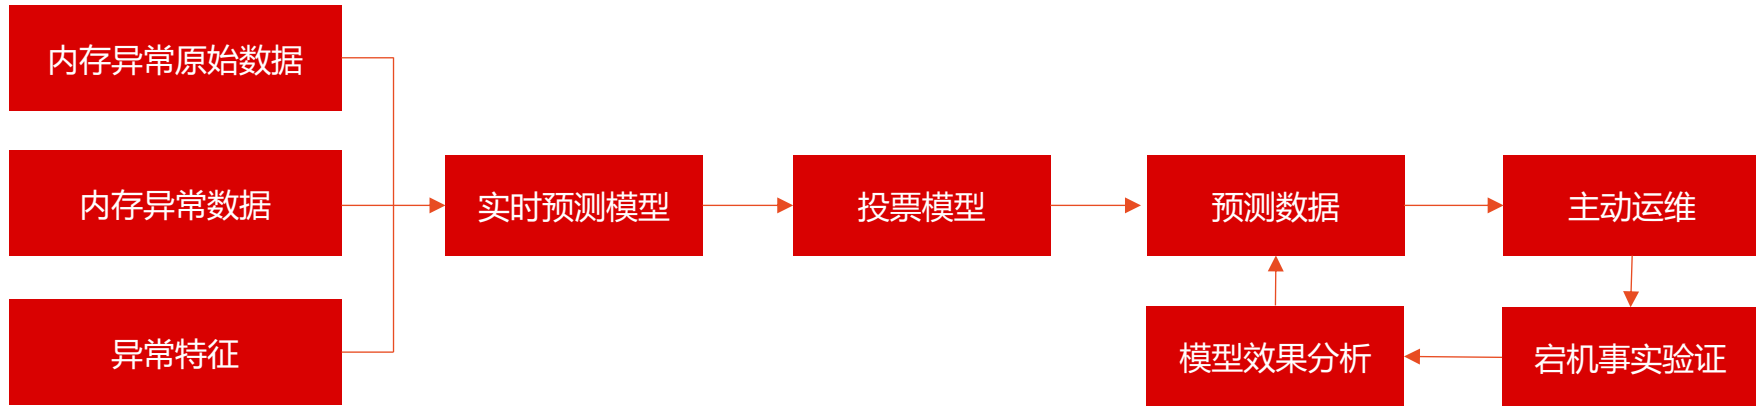 内存异常原始数据
内存异常数据
异常特征
实时预测模型
投票模型
预测数据
主动运维
模型效果分析
宕机事实验证